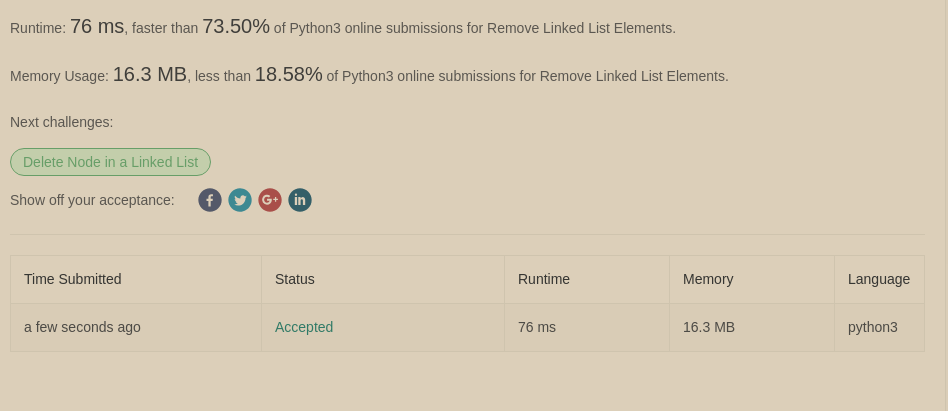 Runtime: 76 ms, faster than 73.50% of Python3 online submissions for Remove Linked List Elements.
Memory Usage: 16.3 MB, less than 18.58% of Python3 online submissions for Remove Linked List Elements.
Next challenges:
Delete Node in a Linked List
Show off your acceptance: f G+ in
Time Submitted Status Runtime Memory Language
a few seconds ago Accepted 76 ms 16.3 MB python3